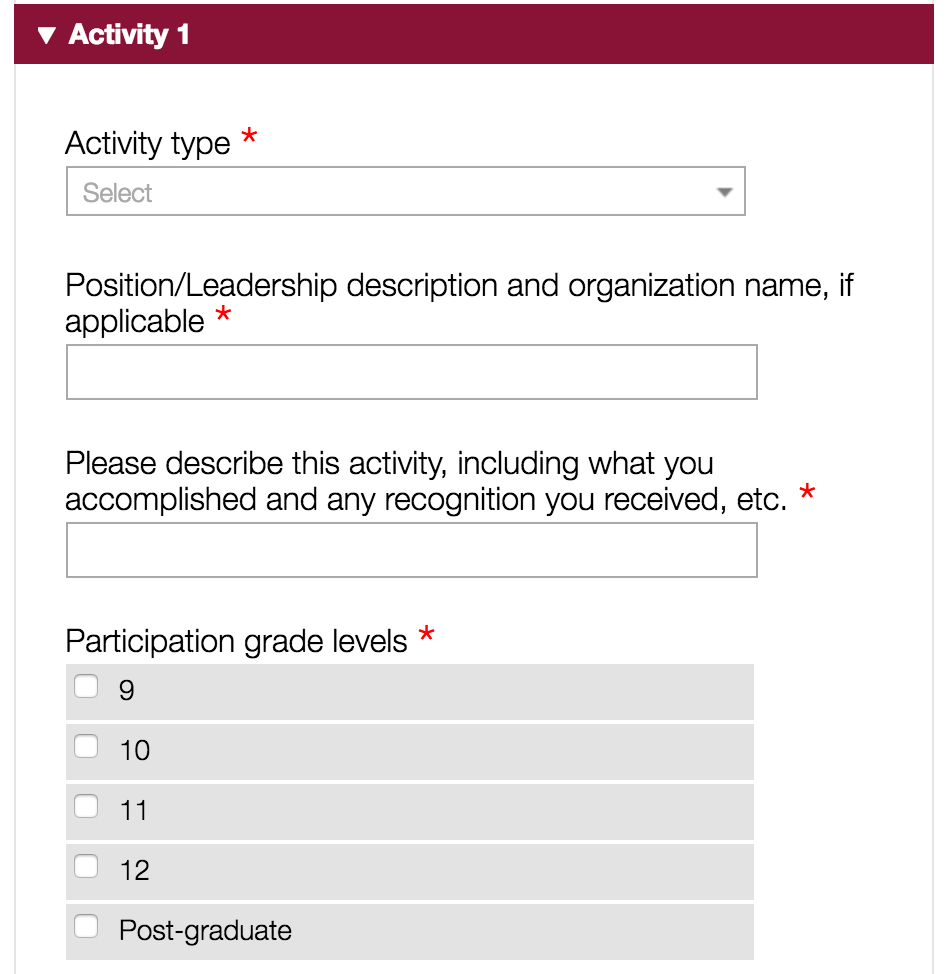 ▼ Activity 1
Activity type *
Select
Position/Leadership description and organization name, if
applicable *
Please describe this activity, including what you
accomplished and any recognition you received, etc. *
Participation grade levels *
9
10
11
12
Post-graduate